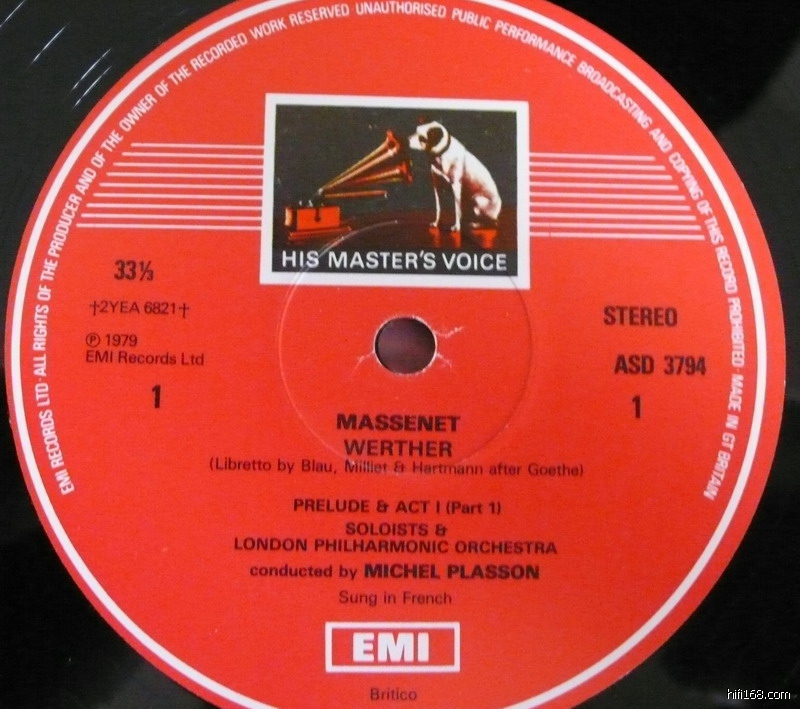 EMI RECORDS LTD · ALL RIGHTS OF THE PRODUCER AND OF THE OWNER OF THE RECORDED WORK RESERVED UNAUTHORISED PUBLIC PERFORMANCE BROADCASTING AND COPYING OF THIS RECORD PROHIBITED · MADE IN GT BRITAIN
HIS MASTER'S VOICE
33⅓
†2YEA 6821†
STEREO
℗ 1979
EMI Records Ltd
ASD 3794
1
1
MASSENET
WERTHER
(Libretto by Blau, Milliet & Hartmann after Goethe)
PRELUDE & ACT I (Part 1)
SOLOISTS &
LONDON PHILHARMONIC ORCHESTRA
conducted by MICHEL PLASSON
Sung in French
EMI
Britico
hifi168.com